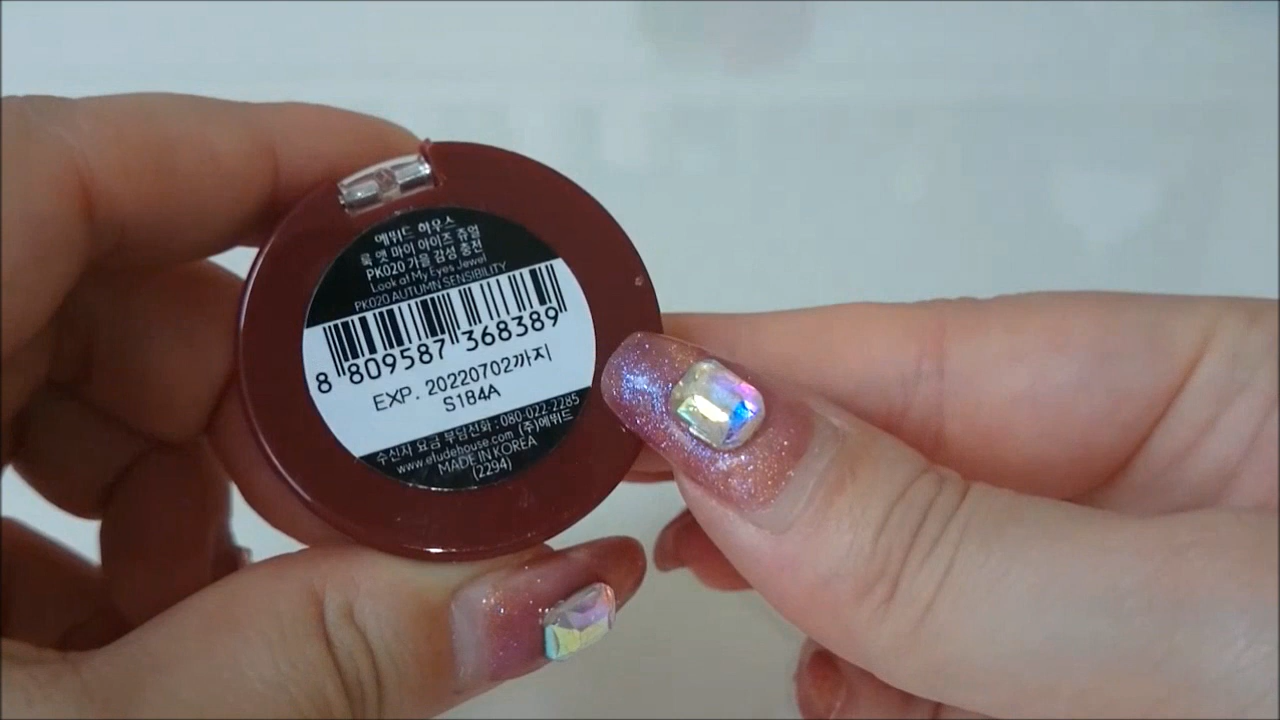 에뛰드 하우스
룩 앳 마이 아이즈 쥬얼
PK020 가을 감성 충전
Look at My Eyes Jewel
PK020 AUTUMN SENSIBILITY
8 809587 368389
EXP. 20220702까지
S184A
수신자 요금 부담전화 : 080-022-2285
www.etudehouse.com (주)에뛰드
MADE IN KOREA
(2294)